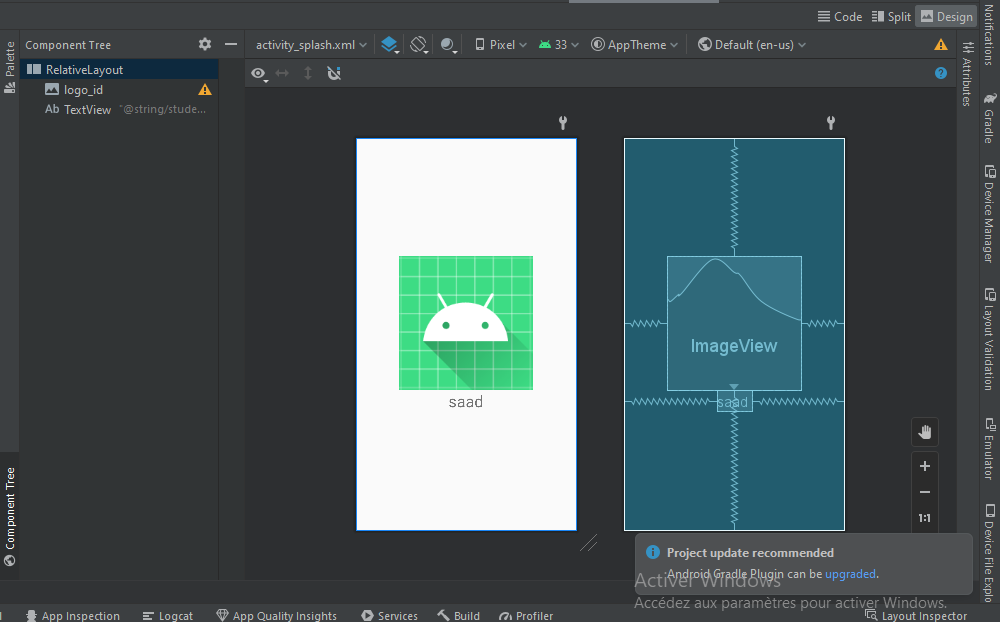 Code
Split
Design
Notifications
Palette
Component Tree
activity_splash.xml
Pixel
33
AppTheme
Default (en-us)
Attributes
RelativeLayout
logo_id
Ab TextView "@string/stude...
Gradle
Device Manager
saad
ImageView
saad
Layout Validation
Emulator
1:1
Device File Explo
Component Tree
Project update recommended
Android Gradle Plugin can be upgraded.
Activer Windows
Accédez aux paramètres pour activer Windows.
App Inspection
Logcat
App Quality Insights
Services
Build
Profiler
Layout Inspector